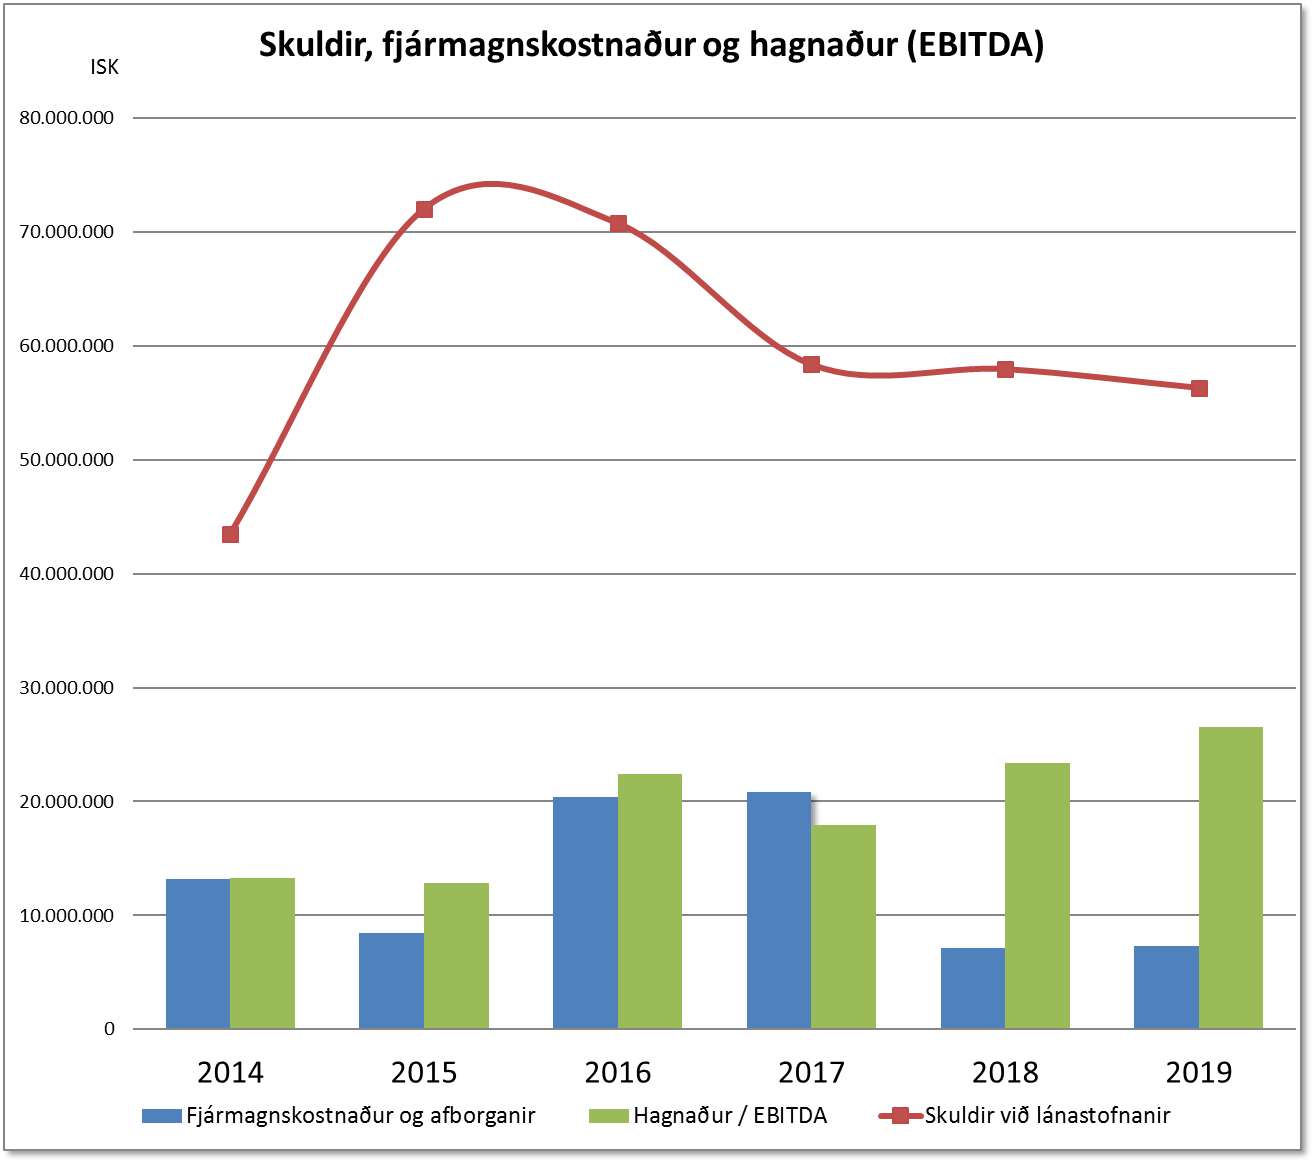 Skuldir, fjármagnskostnaður og hagnaður (EBITDA)
ISK
80.000.000
70.000.000
60.000.000
50.000.000
40.000.000
30.000.000
20.000.000
10.000.000
0
2014 2015 2016 2017 2018 2019
Fjármagnskostnaður og afborganir Hagnaður / EBITDA Skuldir við lánastofnanir